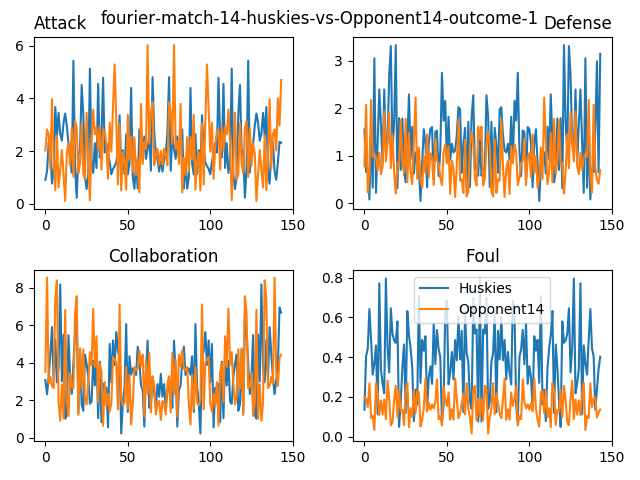 fourier-match-14-huskies-vs-Opponent14-outcome-1
Attack
Defense
6
4
2
0
0 50 100 150
3
2
1
0
0 50 100 150
Collaboration
Foul
8
6
4
2
0
0 50 100 150
0.8
0.6
0.4
0.2
0.0
0 50 100 150
Huskies
Opponent14